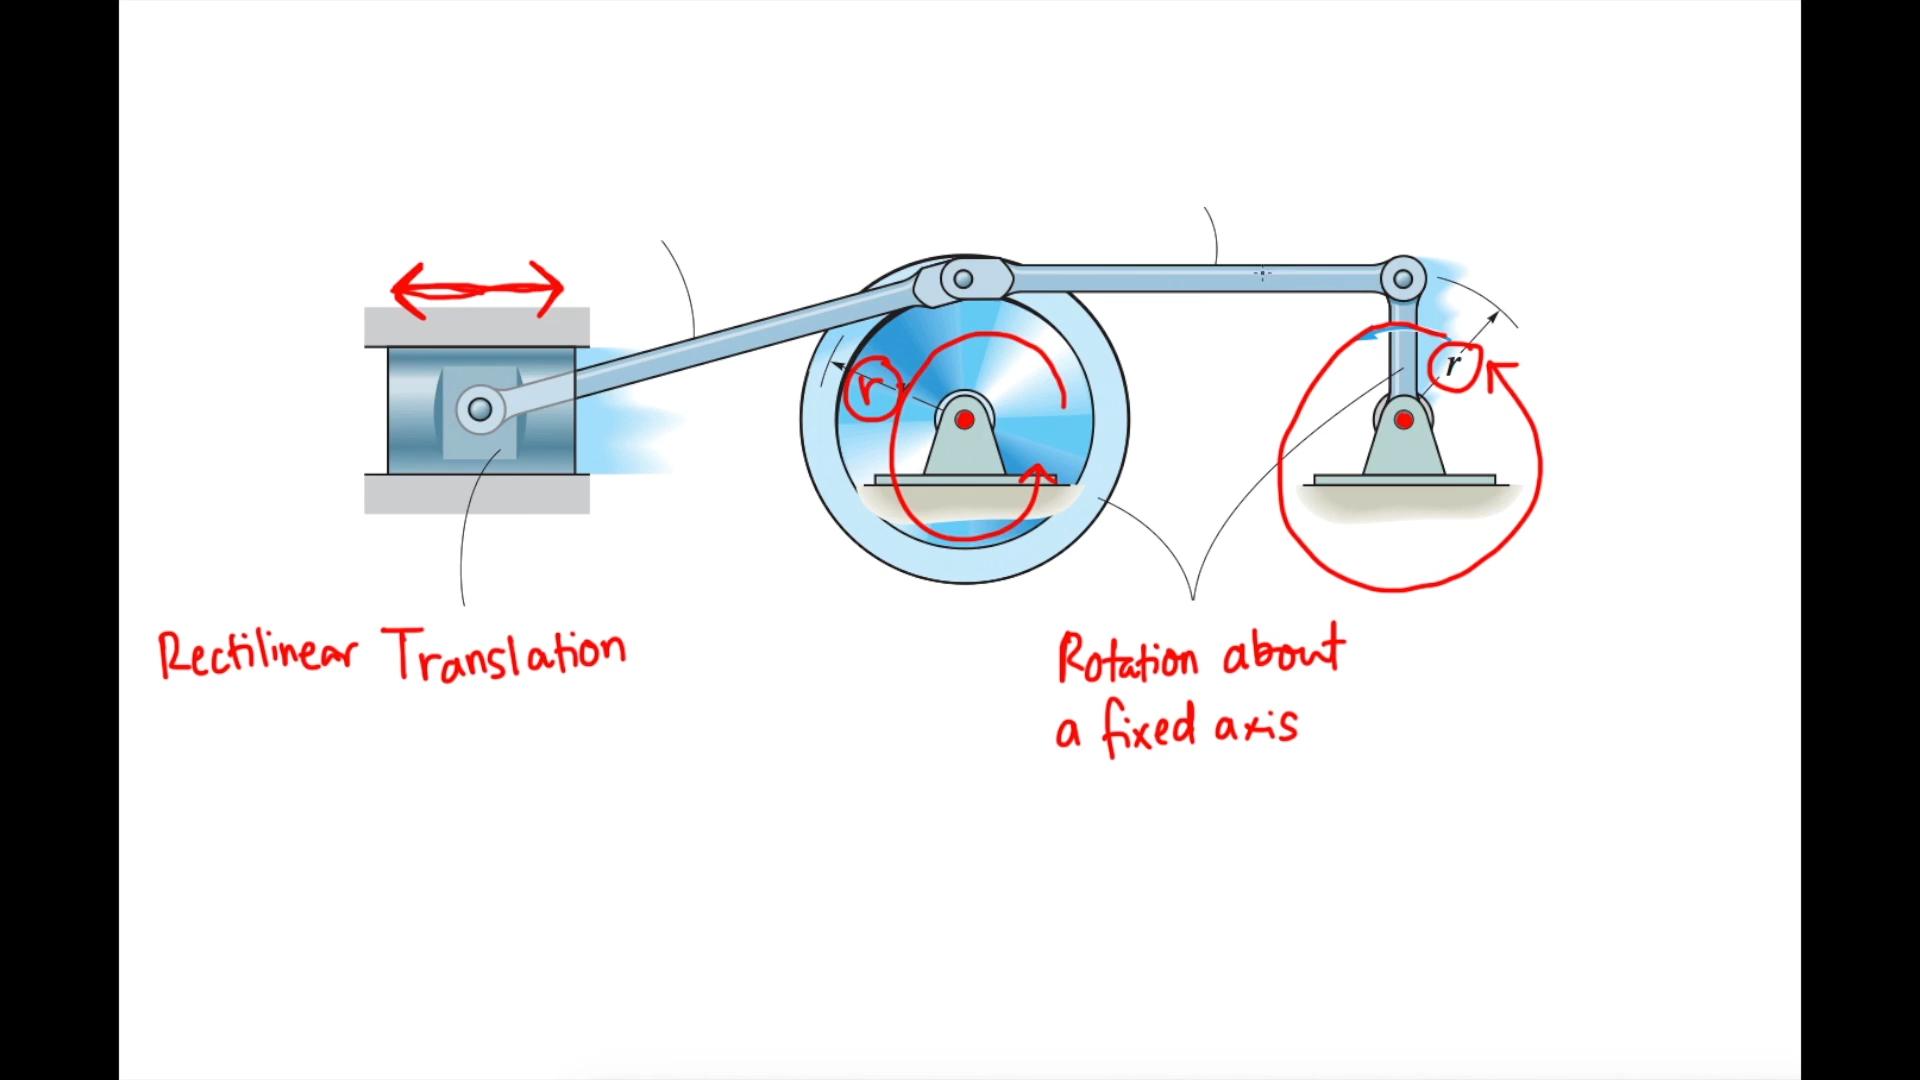 r
r
Rectilinear Translation
Rotation about
a fixed axis